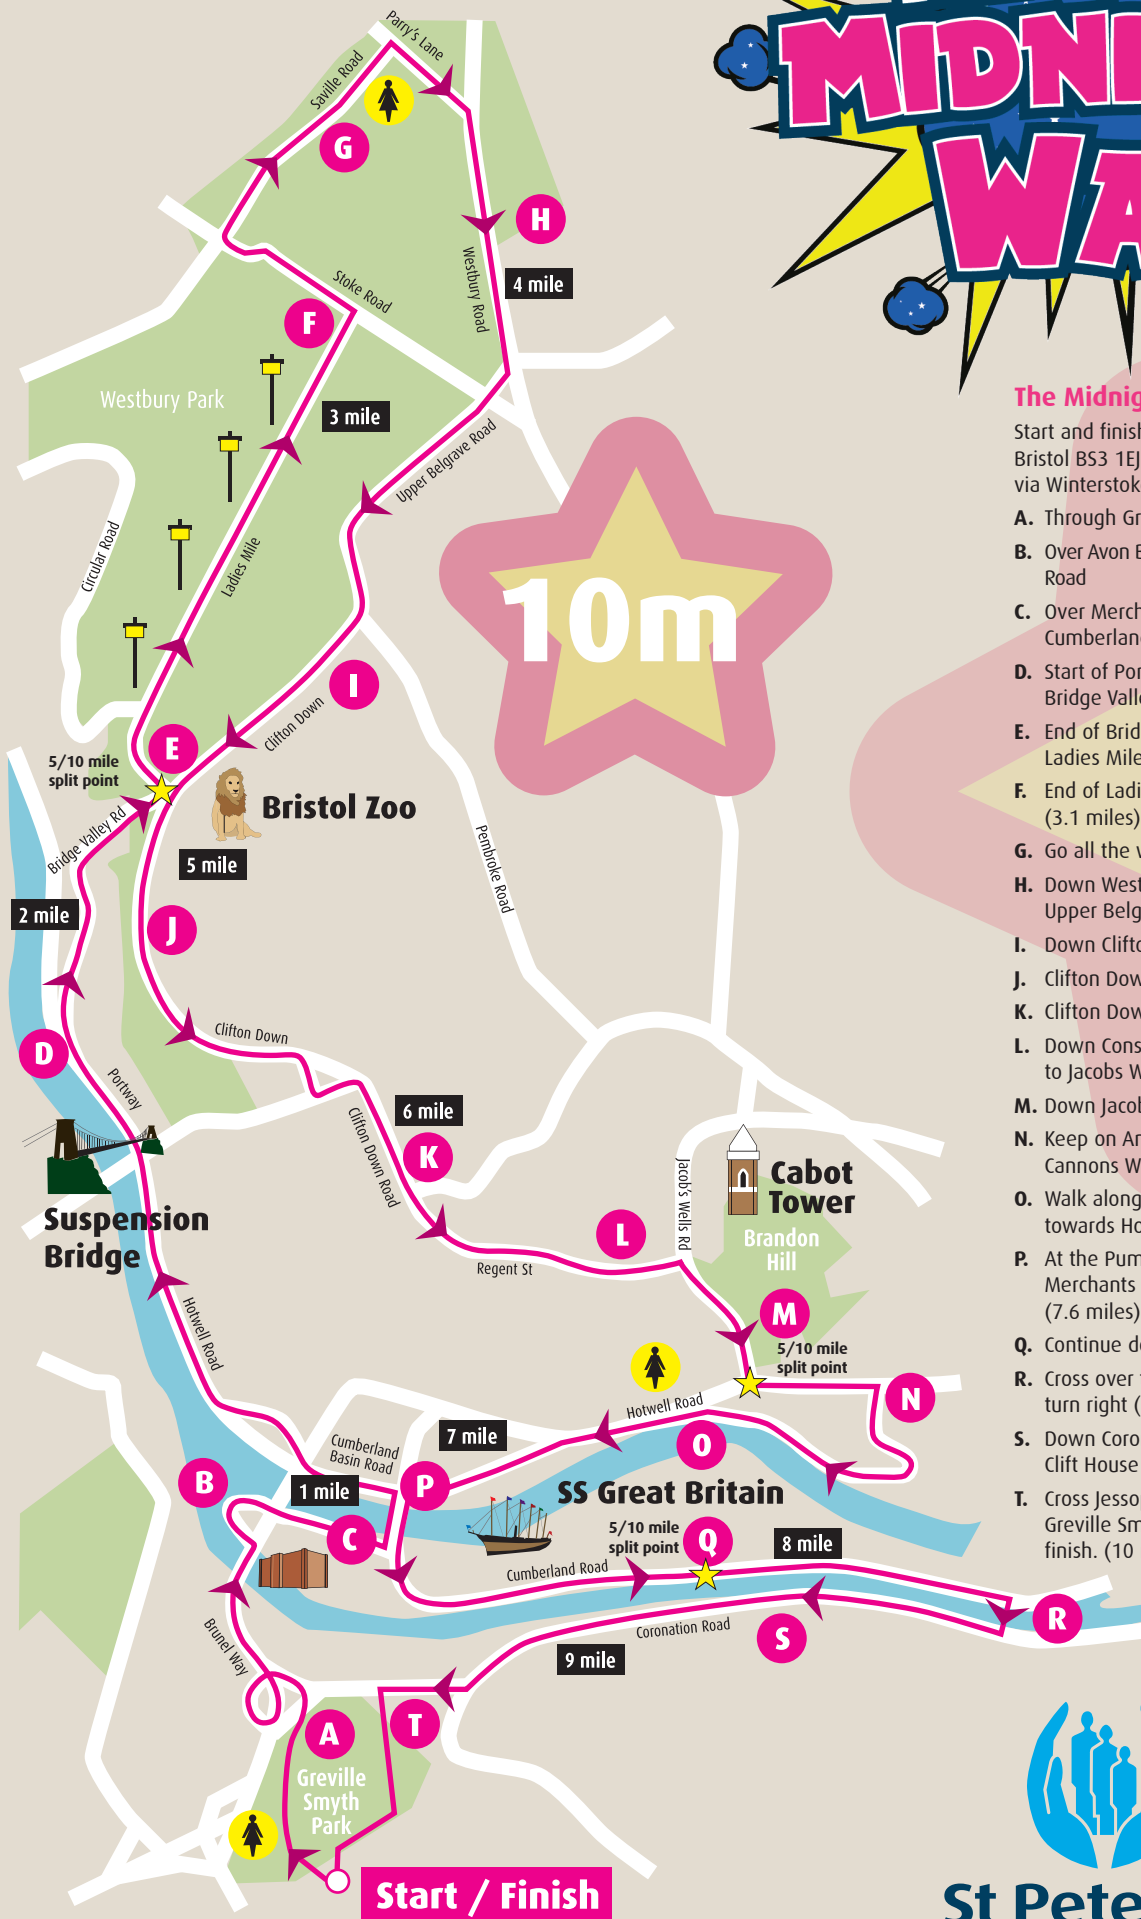 MIDN
WA
Parry's Lane
Saville Road
G
H
Westbury Road
4 mile
Stoke Road
F
Westbury Park
3 mile
Upper Belgrave Road
Circular Road
Ladies Mile
10m
I
Clifton Down
E
5/10 mile
split point
Bristol Zoo
Bridge Valley Rd
5 mile
Pembroke Road
2 mile
J
D
Clifton Down
Portway
6 mile
Clifton Down Road
K
Jacob's Wells Rd
Cabot
Tower
Suspension
Bridge
L
Brandon
Hill
Regent St
M
Hotwell Road
5/10 mile
split point
N
Hotwell Road
7 mile
O
Cumberland
Basin Road
B
1 mile
P
SS Great Britain
C
5/10 mile
split point
Q
8 mile
Cumberland Road
R
Brunel Way
Coronation Road
S
9 mile
A
T
Greville
Smyth
Park
Start / Finish
The Midnig
Start and finish
Bristol BS3 1EJ
via Winterstok
A. Through Gr
B. Over Avon B
Road
C. Over Merch
Cumberland
D. Start of Por
Bridge Valle
E. End of Brid
Ladies Mile
F. End of Ladi
(3.1 miles)
G. Go all the w
H. Down West
Upper Belg
I. Down Clifto
J. Clifton Dow
K. Clifton Dow
L. Down Cons
to Jacobs W
M. Down Jacob
N. Keep on An
Cannons W
O. Walk along
towards Ho
P. At the Pum
Merchants
(7.6 miles)
Q. Continue do
R. Cross over t
turn right (
S. Down Coro
Clift House
T. Cross Jesso
Greville Sm
finish. (10
St Pete